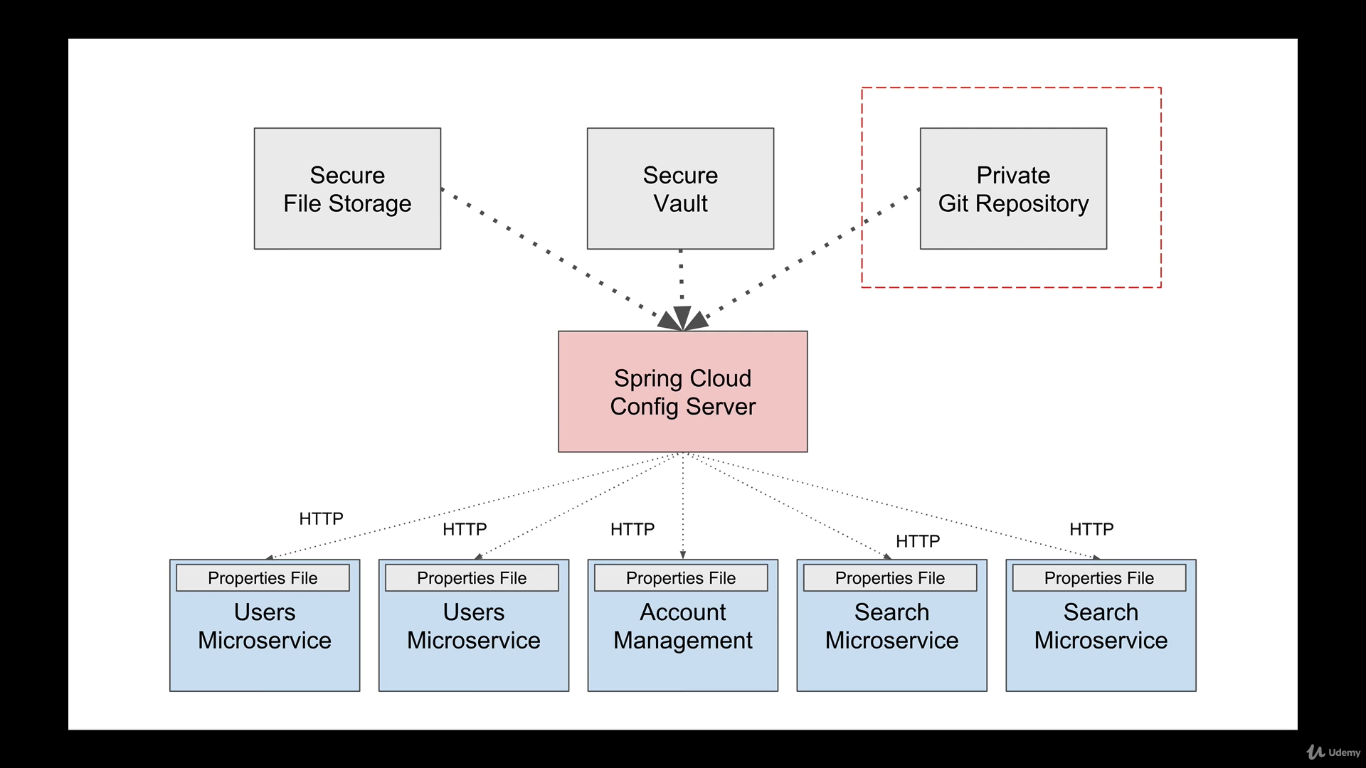 Secure
File Storage
Secure
Vault
Private
Git Repository
Spring Cloud
Config Server
HTTP
HTTP
HTTP
HTTP
HTTP
Properties File
Users
Microservice
Properties File
Users
Microservice
Properties File
Account
Management
Properties File
Search
Microservice
Properties File
Search
Microservice
Udemy